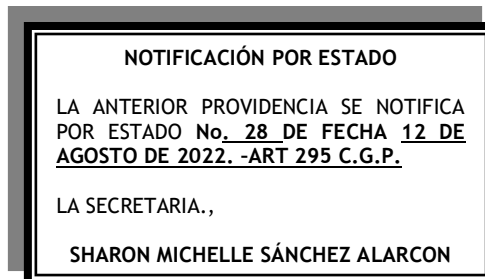 NOTIFICACIÓN POR ESTADO
LA ANTERIOR PROVIDENCIA SE NOTIFICA
POR ESTADO No. 28 DE FECHA 12 DE
AGOSTO DE 2022. -ART 295 C.G.P.
LA SECRETARIA.,
SHARON MICHELLE SÁNCHEZ ALARCON